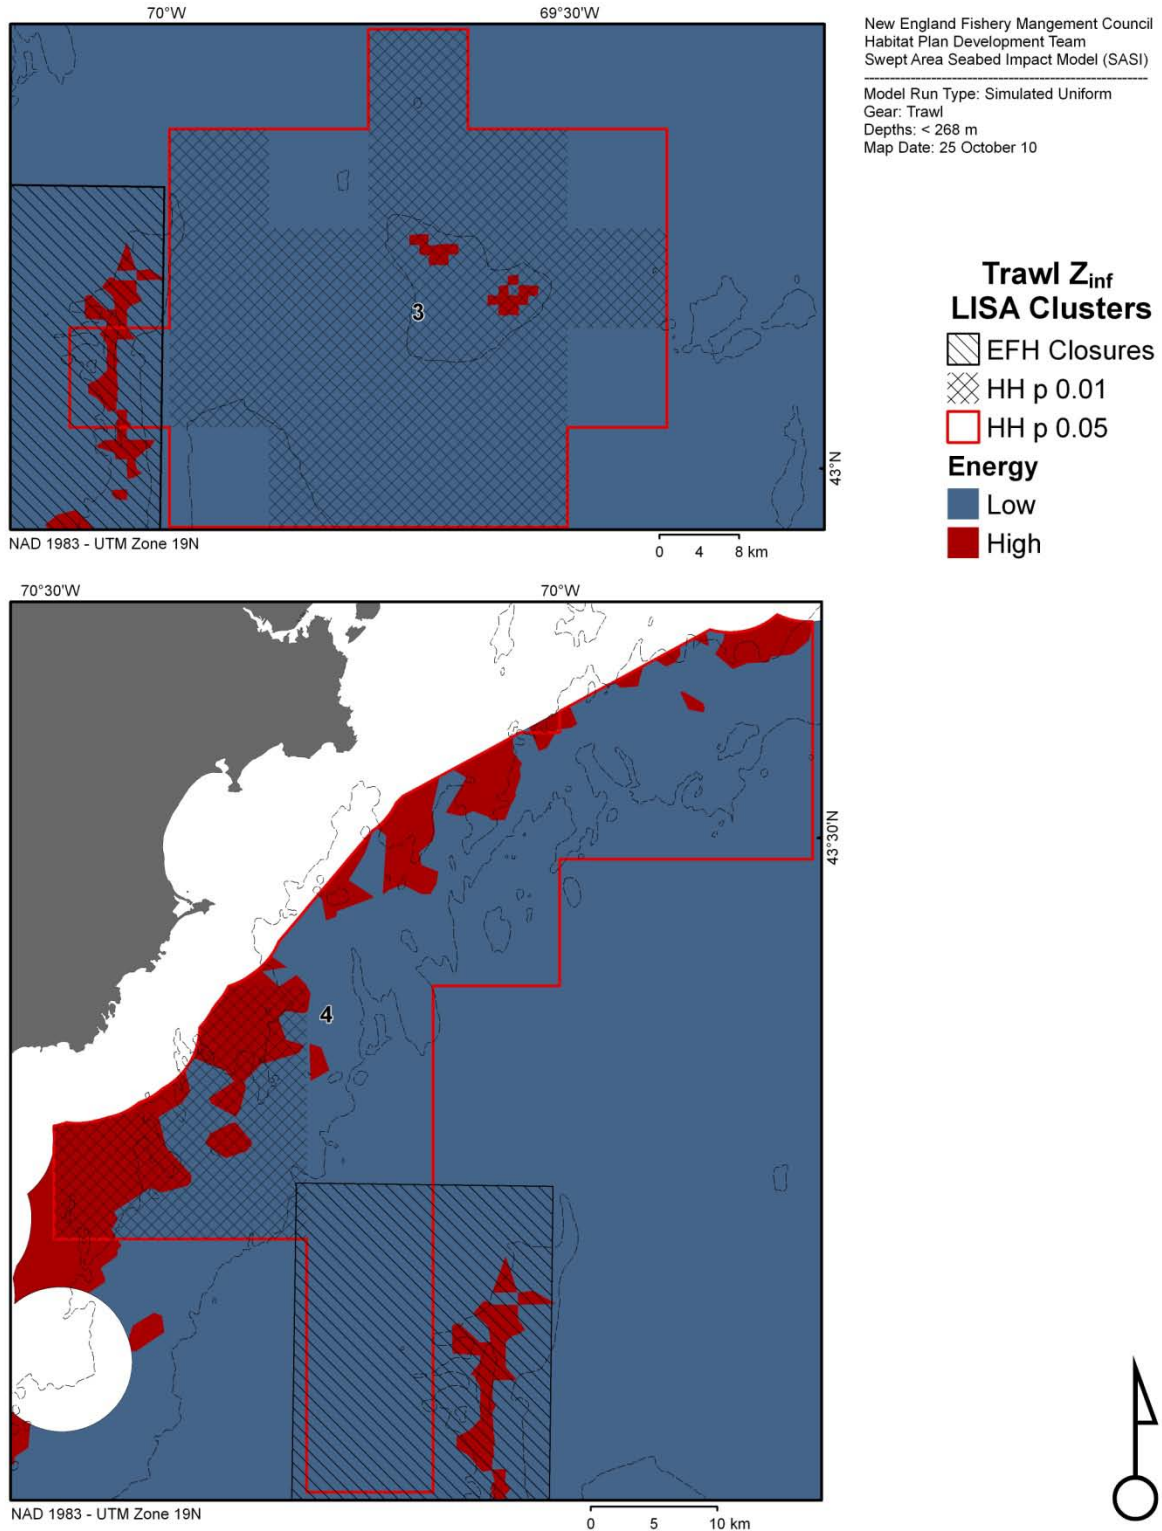 70°W
69°30'W
New England Fishery Mangement Council
Habitat Plan Development Team
Swept Area Seabed Impact Model (SASI)
Model Run Type: Simulated Uniform
Gear: Trawl
Depths: < 268 m
Map Date: 25 October 10
3
43°N
NAD 1983 - UTM Zone 19N
0 4 8 km
Trawl Zinf
LISA Clusters
EFH Closures
HH p 0.01
HH p 0.05
Energy
Low
High
70°30'W
70°W
43°30'N
4
NAD 1983 - UTM Zone 19N
0 5 10 km